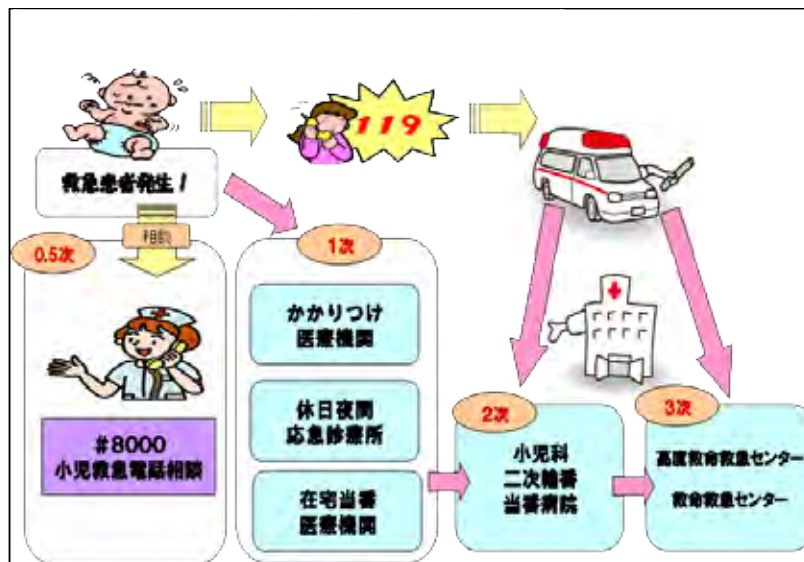 119
救急患者発生!
相談
0.5次
#8000
小児救急電話相談
1次
かかりつけ
医療機関
休日夜間
応急診療所
在宅当番
医療機関
2次
小児科
二次輪番
当番病院
3次
高度救命救急センター
救命救急センター